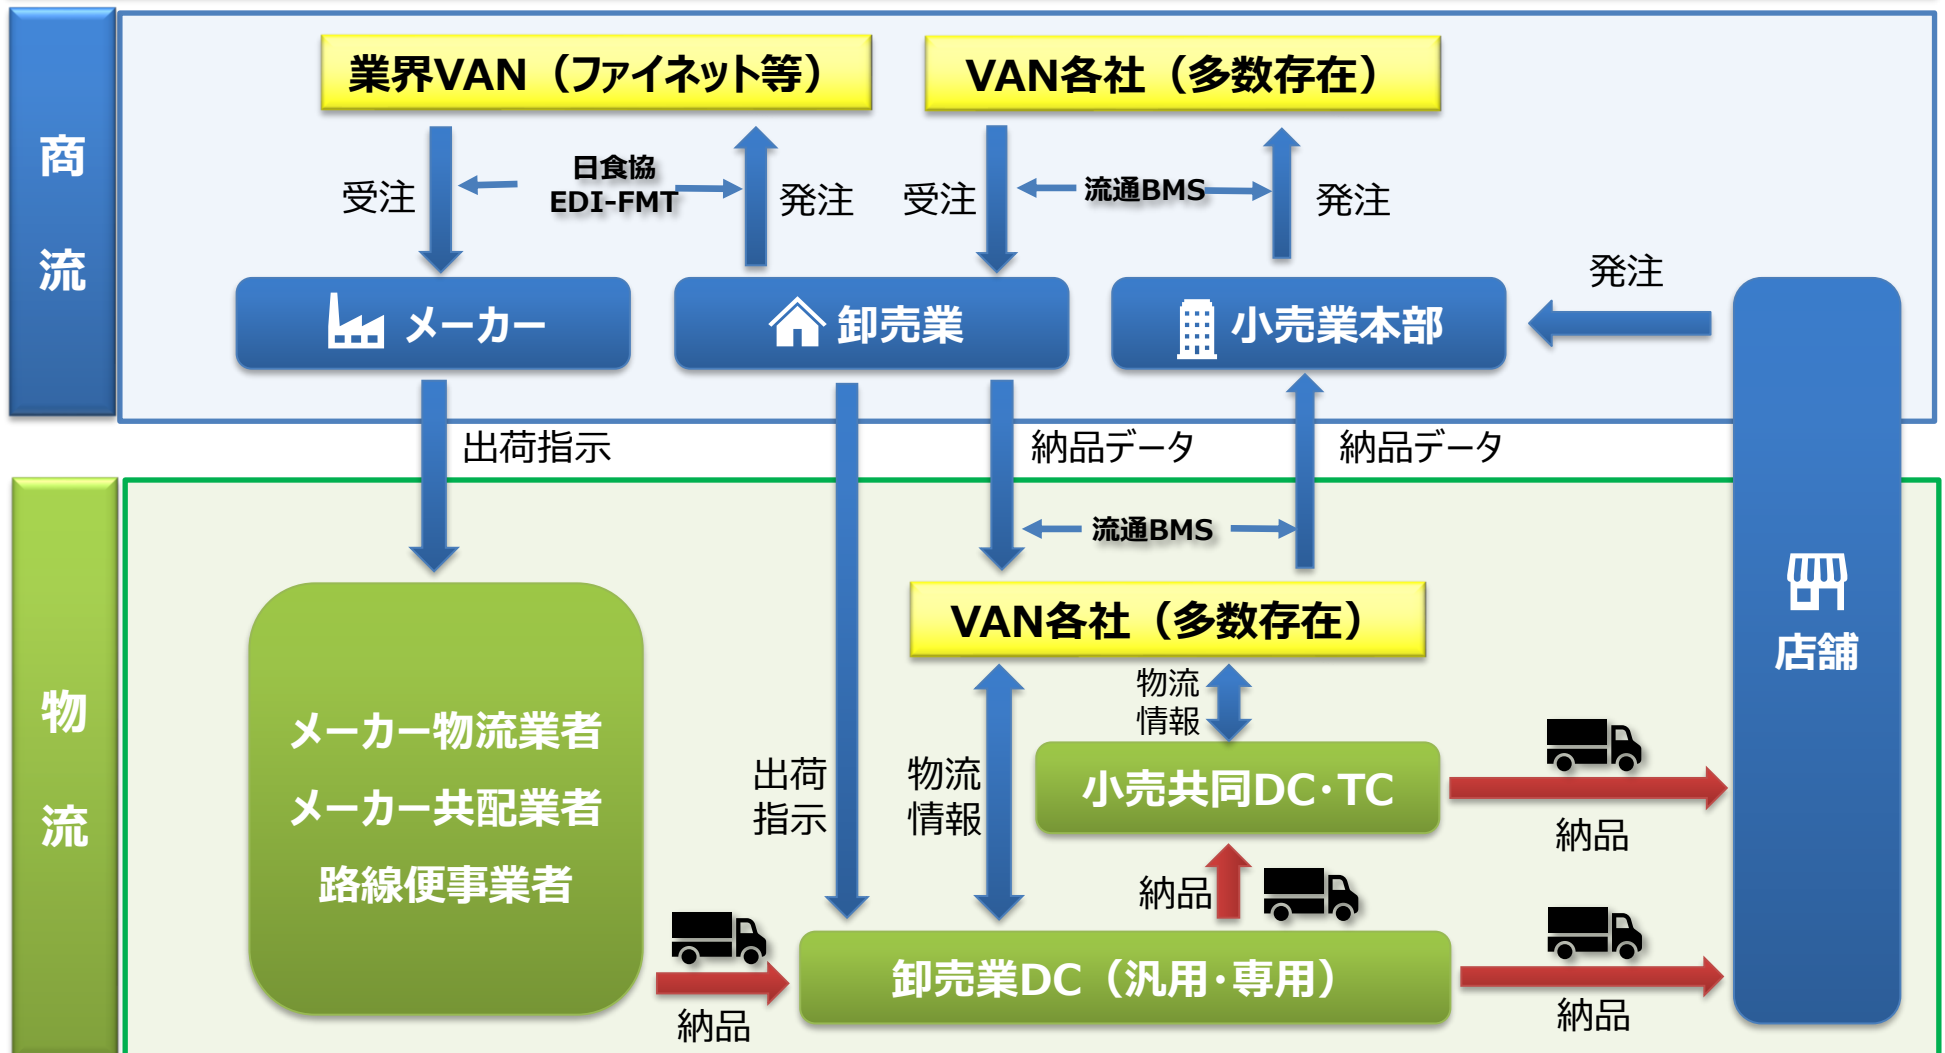 商
流
業界VAN（ファイネット等）
VAN各社（多数存在）
受注
日食協
EDI-FMT
発注
受注
流通BMS
発注
発注
メーカー
卸売業
小売業本部
出荷指示
納品データ
納品データ
物
流
流通BMS
VAN各社（多数存在）
店舗
物流
情報
メーカー物流業者
メーカー共配業者
路線便事業者
出荷
指示
物流
情報
小売共同DC・TC
納品
納品
卸売業DC（汎用・専用）
納品
納品